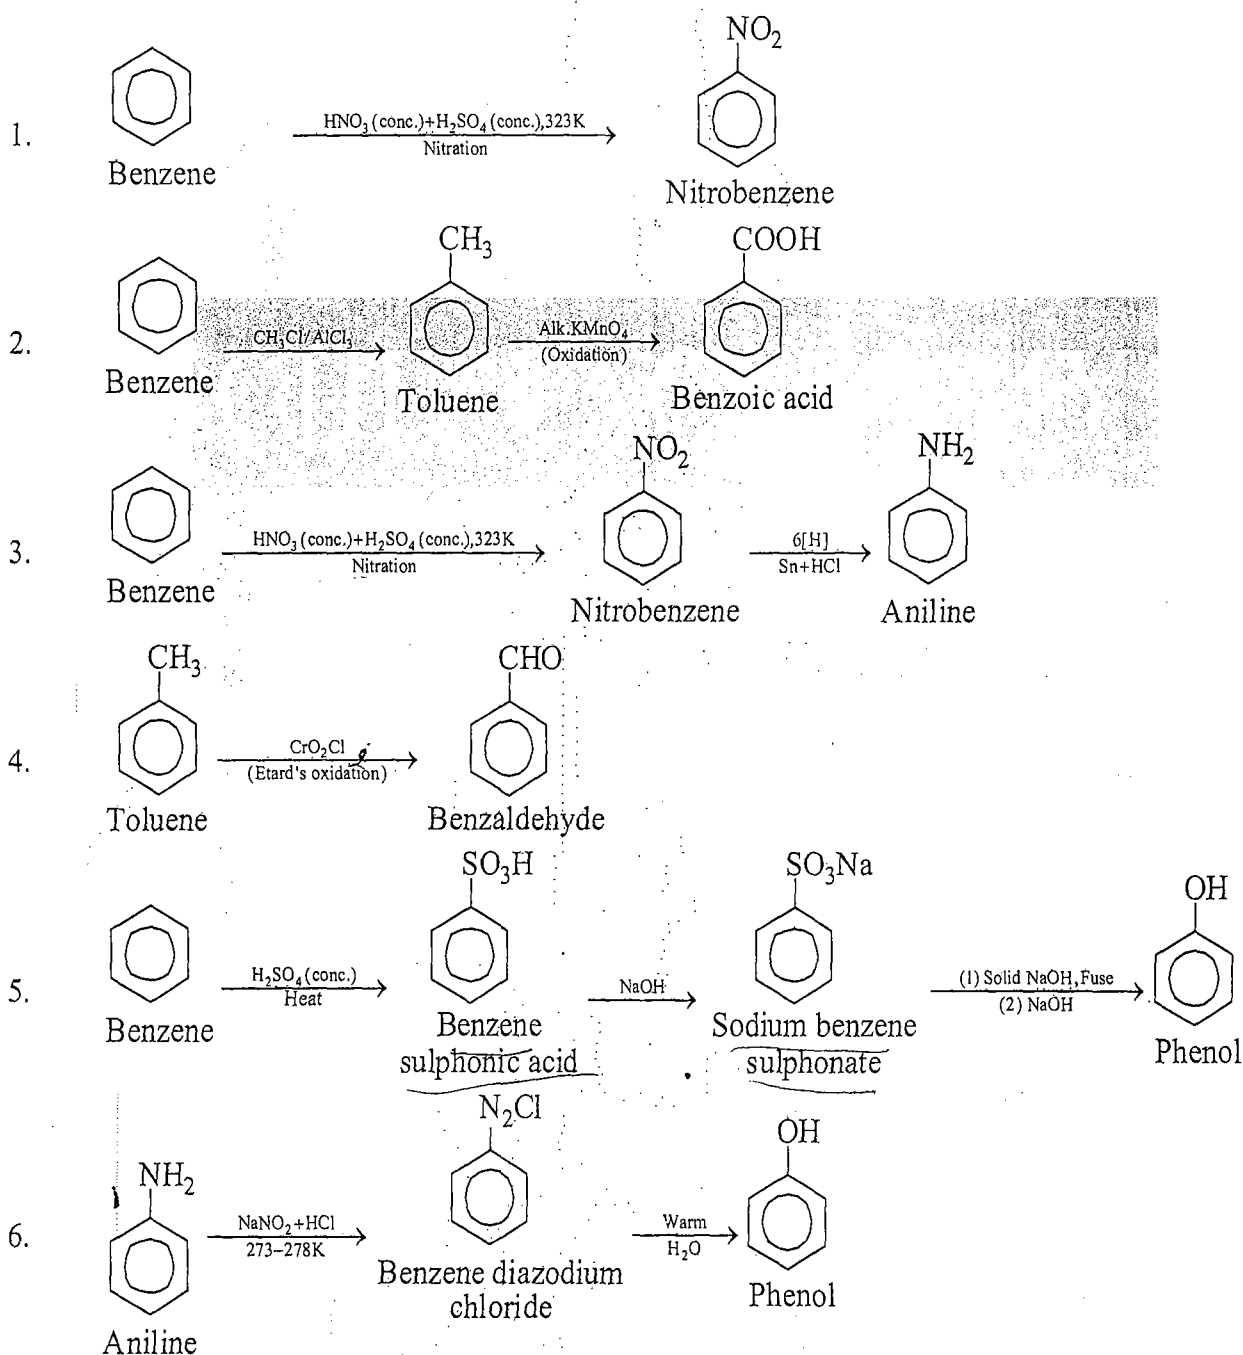 NO₂
1.
HNO₃ (conc.)+H₂SO₄ (conc.),323K
Nitration
Benzene
Nitrobenzene
CH₃
COOH
2.
CH₃Cl/AlCl₃
Alk.KMnO₄
(Oxidation)
Benzene
Toluene
Benzoic acid
NO₂
NH₂
3.
HNO₃ (conc.)+H₂SO₄ (conc.),323K
Nitration
6[H]
Sn+HCl
Benzene
Nitrobenzene
Aniline
CH₃
CHO
4.
CrO₂Cl₂
(Etard's oxidation)
Toluene
Benzaldehyde
SO₃H
SO₃Na
OH
5.
H₂SO₄ (conc.)
Heat
NaOH
(1) Solid NaOH,Fuse
(2) NaOH
Benzene
Benzene
sulphonic acid
Sodium benzene
sulphonate
Phenol
NH₂
N₂Cl
OH
6.
NaNO₂+HCl
273–278K
Warm
H₂O
Aniline
Benzene diazodium
chloride
Phenol